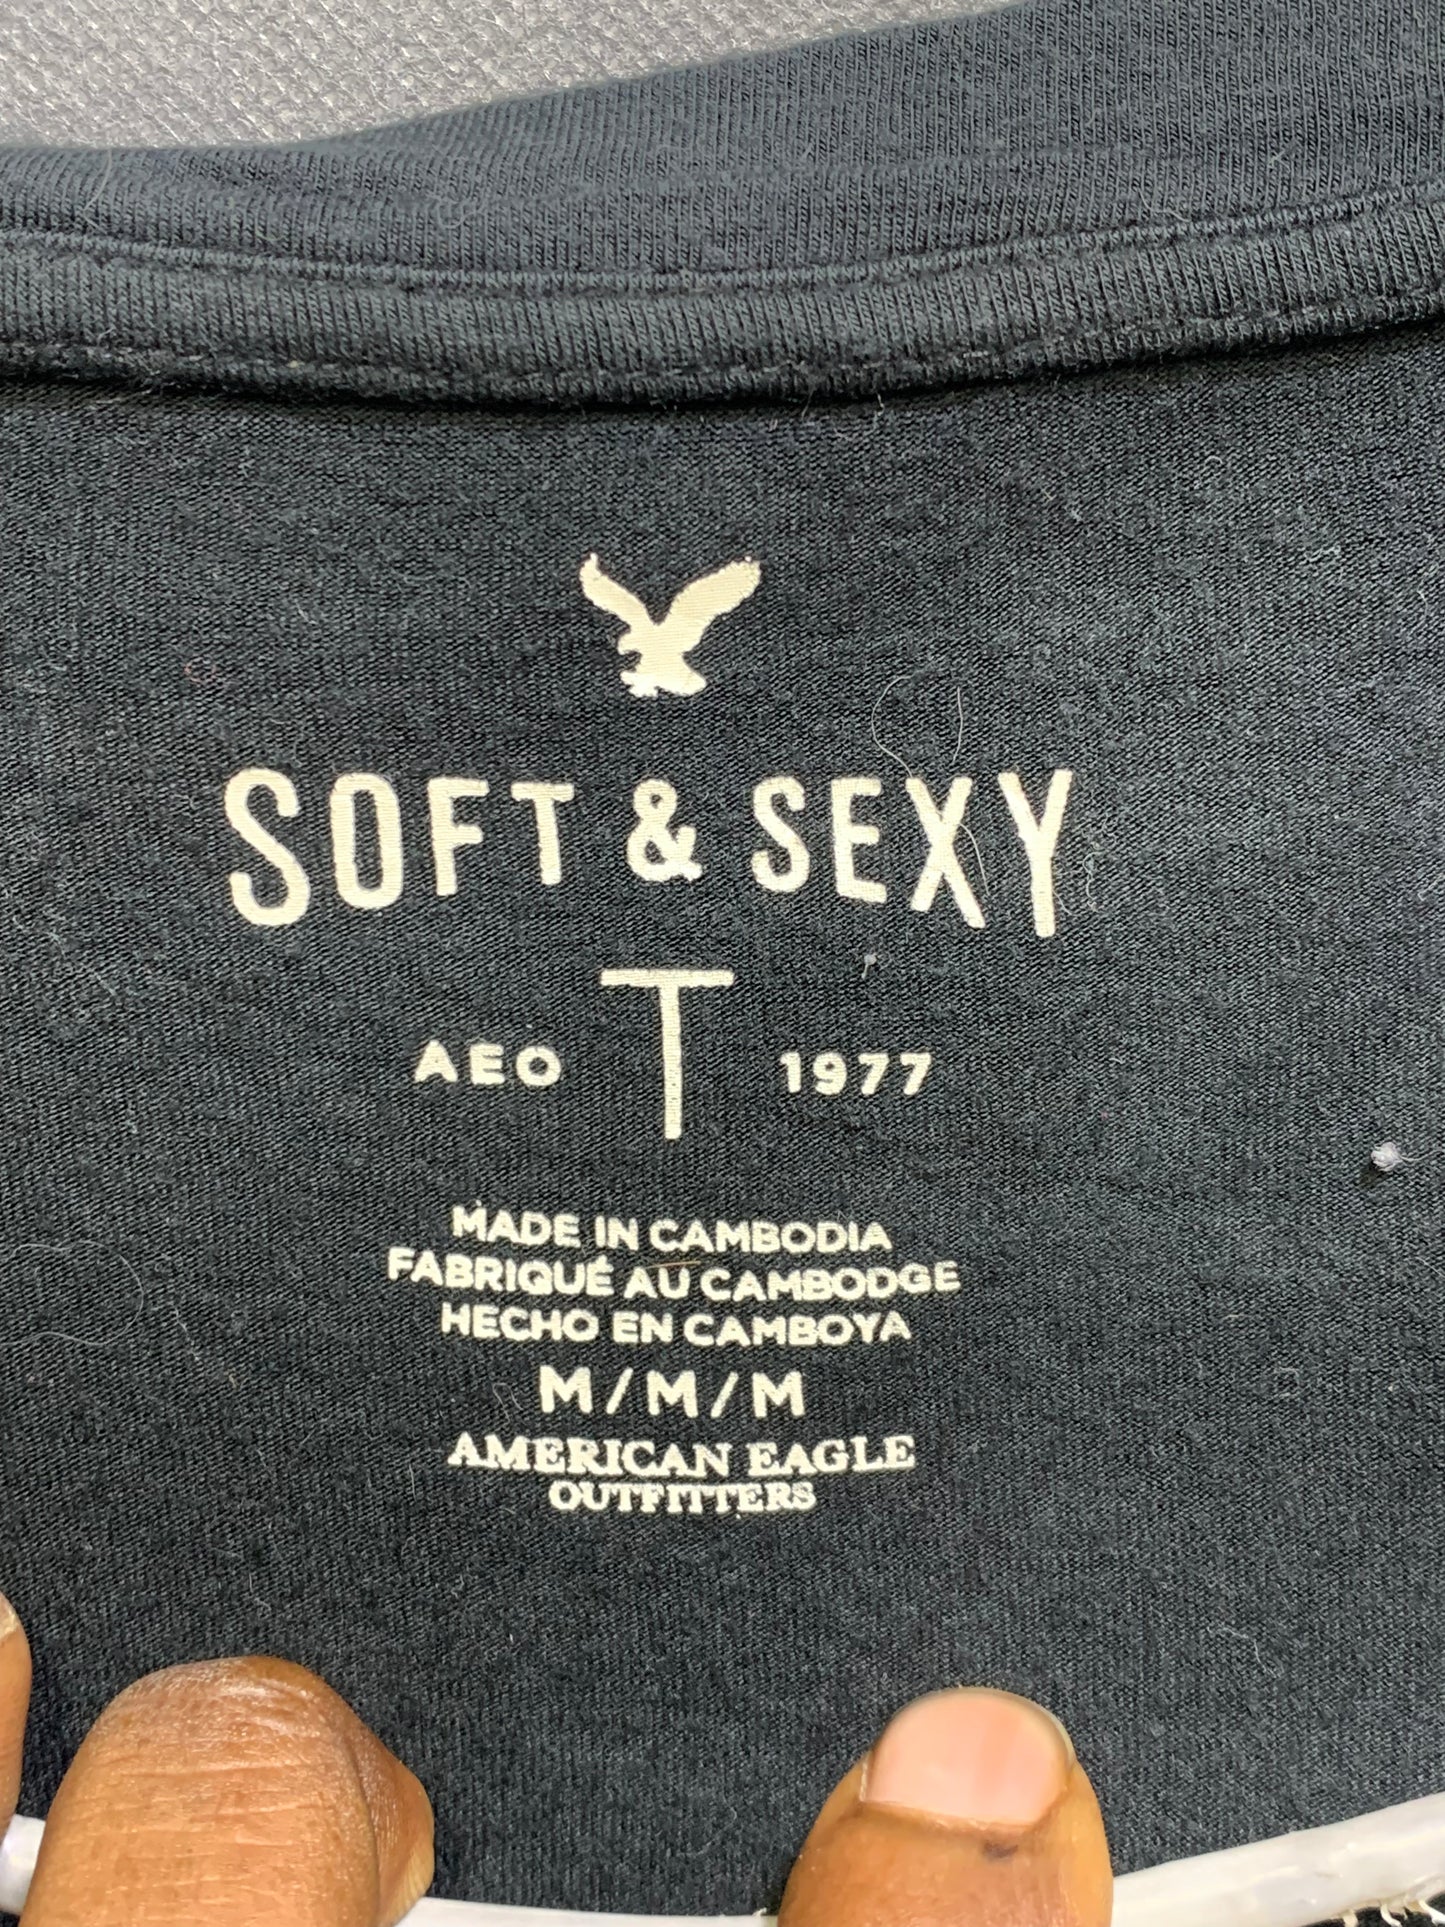 SOFT & SEXY
T
AEO 1977
MADE IN CAMBODIA
FABRIQUÉ AU CAMBODGE
HECHO EN CAMBOYA
M/M/M
AMERICAN EAGLE
OUTFITTERS